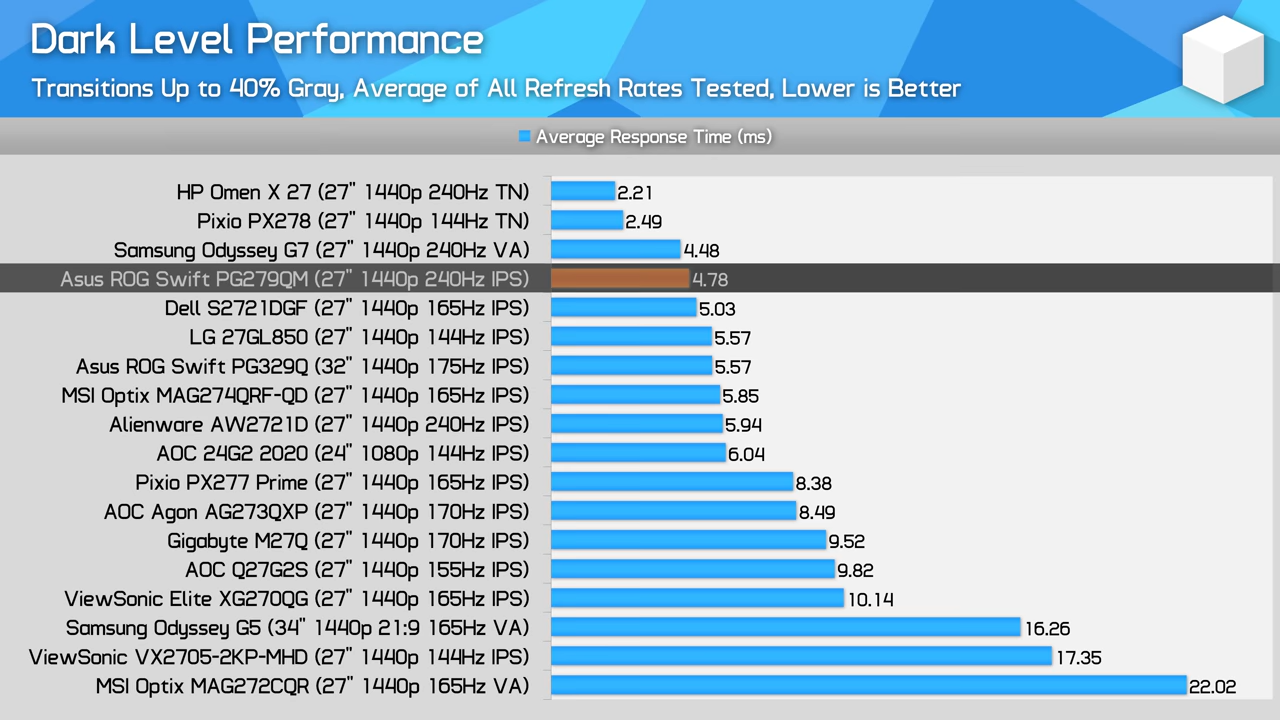 Dark Level Performance
Transitions Up to 40% Gray, Average of All Refresh Rates Tested, Lower is Better
Average Response Time (ms)
HP Omen X 27 (27" 1440p 240Hz TN) 2.21
Pixio PX278 (27" 1440p 144Hz TN) 2.49
Samsung Odyssey G7 (27" 1440p 240Hz VA) 4.48
Asus ROG Swift PG279QM (27" 1440p 240Hz IPS) 4.78
Dell S2721DGF (27" 1440p 165Hz IPS) 5.03
LG 27GL850 (27" 1440p 144Hz IPS) 5.57
Asus ROG Swift PG329Q (32" 1440p 175Hz IPS) 5.57
MSI Optix MAG274QRF-QD (27" 1440p 165Hz IPS) 5.85
Alienware AW2721D (27" 1440p 240Hz IPS) 5.94
AOC 24G2 2020 (24" 1080p 144Hz IPS) 6.04
Pixio PX277 Prime (27" 1440p 165Hz IPS) 8.38
AOC Agon AG273QXP (27" 1440p 170Hz IPS) 8.49
Gigabyte M27Q (27" 1440p 170Hz IPS) 9.52
AOC Q27G2S (27" 1440p 155Hz IPS) 9.82
ViewSonic Elite XG270QG (27" 1440p 165Hz IPS) 10.14
Samsung Odyssey G5 (34" 1440p 21:9 165Hz VA) 16.26
ViewSonic VX2705-2KP-MHD (27" 1440p 144Hz IPS) 17.35
MSI Optix MAG272CQR (27" 1440p 165Hz VA) 22.02